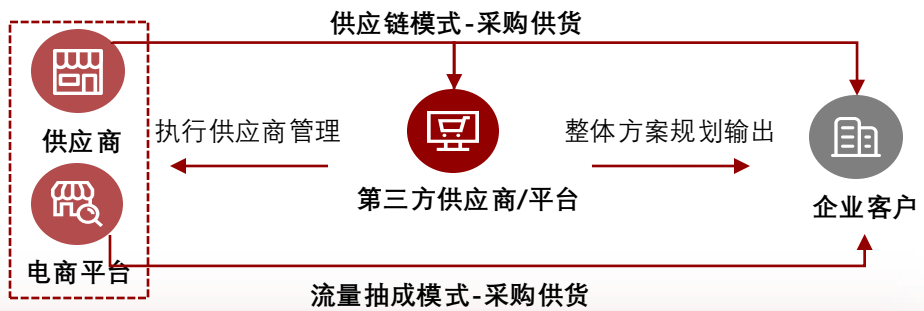 供应链模式-采购供货
供应商
执行供应商管理
整体方案规划输出
第三方供应商/平台
企业客户
电商平台
流量抽成模式-采购供货